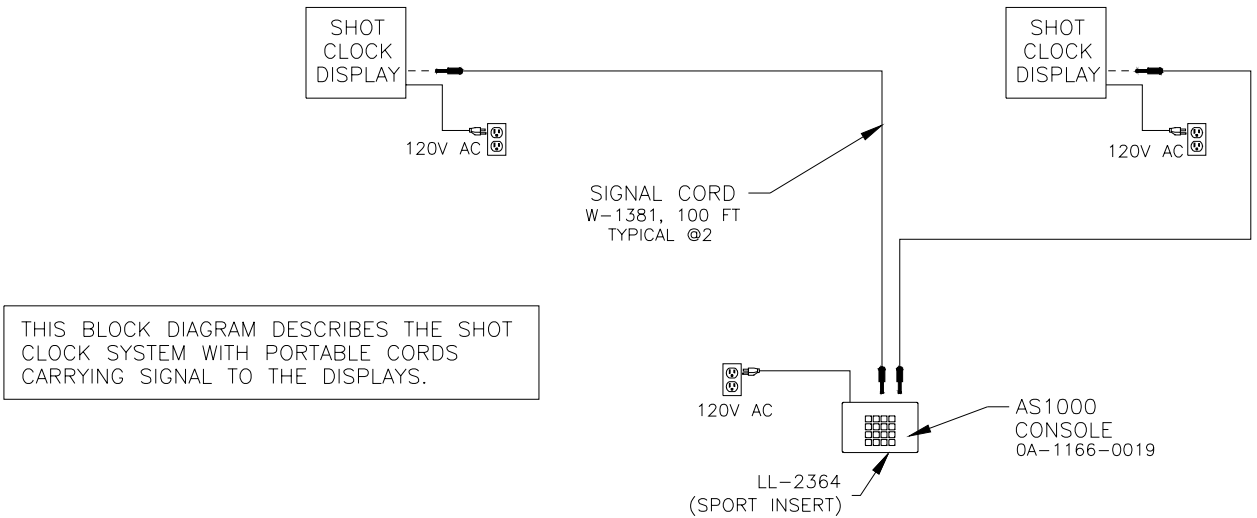 SHOT
CLOCK
DISPLAY
120V AC
SHOT
CLOCK
DISPLAY
120V AC
SIGNAL CORD
W-1381, 100 FT
TYPICAL @2
THIS BLOCK DIAGRAM DESCRIBES THE SHOT
CLOCK SYSTEM WITH PORTABLE CORDS
CARRYING SIGNAL TO THE DISPLAYS.
120V AC
AS1000
CONSOLE
0A-1166-0019
LL-2364
(SPORT INSERT)